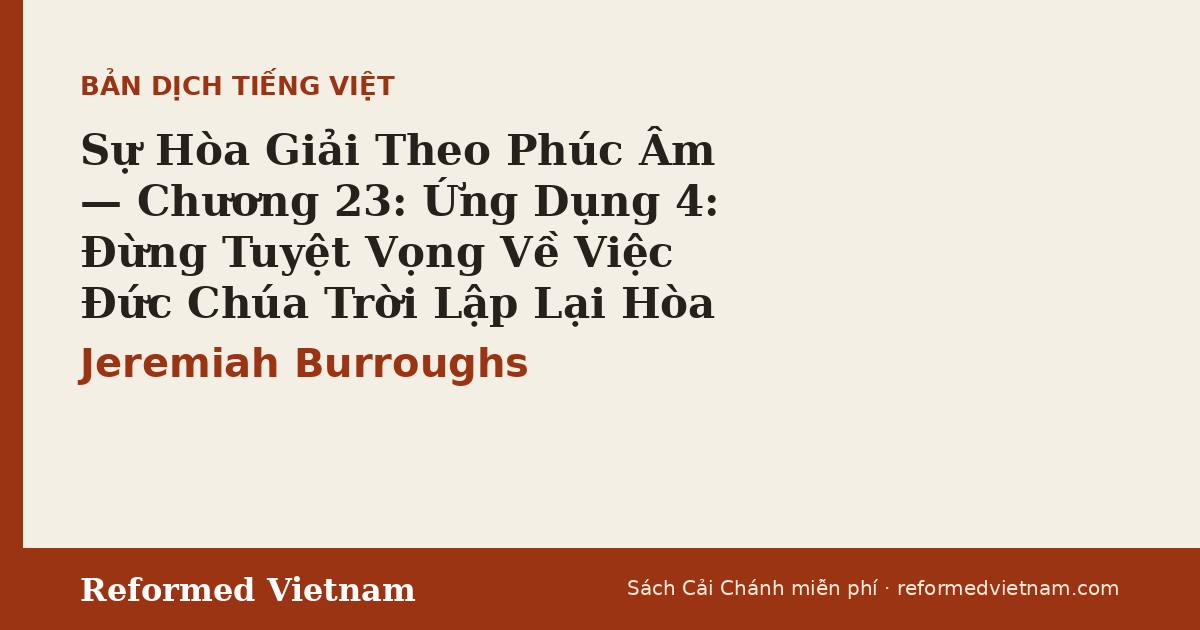 BẢN DỊCH TIẾNG VIỆT
Sự Hòa Giải Theo Phúc Âm
— Chương 23: Ứng Dụng 4:
Đừng Tuyệt Vọng Về Việc
Đức Chúa Trời Lập Lại Hòa
Jeremiah Burroughs
Reformed Vietnam
Sách Cải Chánh miễn phí · reformedvietnam.com